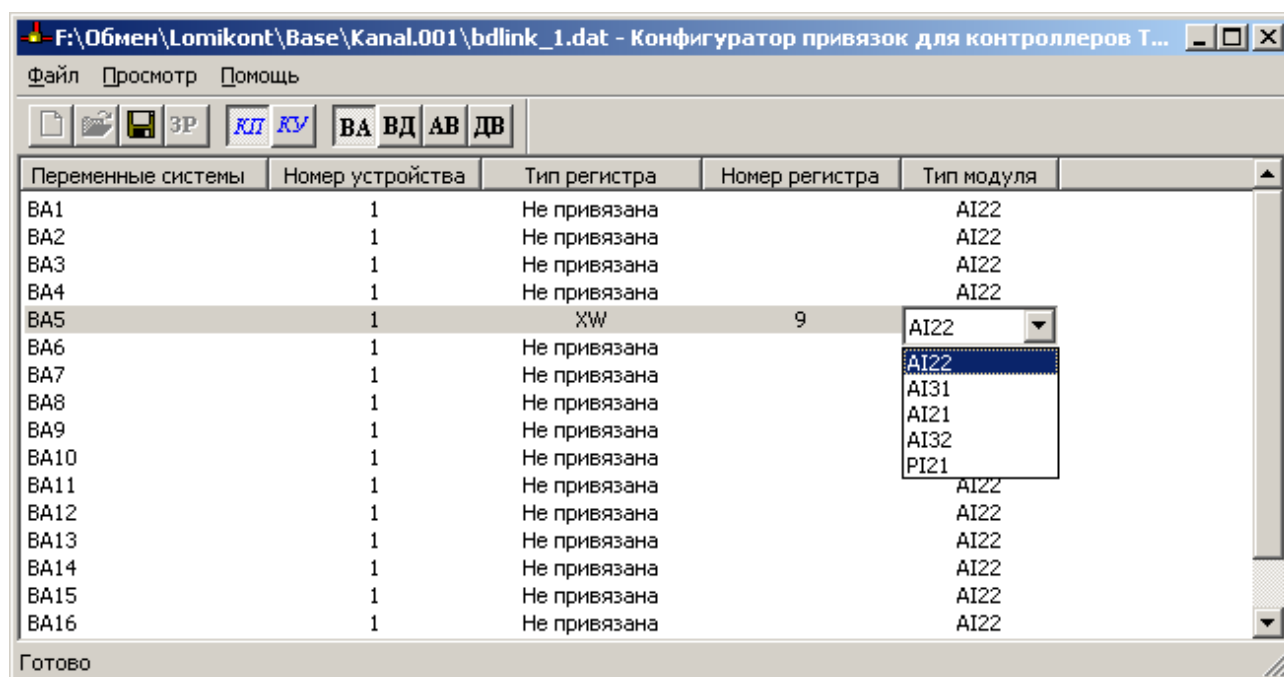 F:\Обмен\Lomikont\Base\Kanal.001\bdlink_1.dat - Конфигуратор привязок для контроллеров Т...
Файл Просмотр Помощь
ЗР КП КУ ВА ВД АВ ДВ
Переменные системы Номер устройства Тип регистра Номер регистра Тип модуля
ВА1 1 Не привязана AI22
ВА2 1 Не привязана AI22
ВА3 1 Не привязана AI22
ВА4 1 Не привязана AI22
ВА5 1 XW 9 AI22
ВА6 1 Не привязана AI22
ВА7 1 Не привязана AI31
ВА8 1 Не привязана AI21
ВА9 1 Не привязана AI32
ВА10 1 Не привязана PI21
ВА11 1 Не привязана AI22
ВА12 1 Не привязана AI22
ВА13 1 Не привязана AI22
ВА14 1 Не привязана AI22
ВА15 1 Не привязана AI22
ВА16 1 Не привязана AI22
Готово